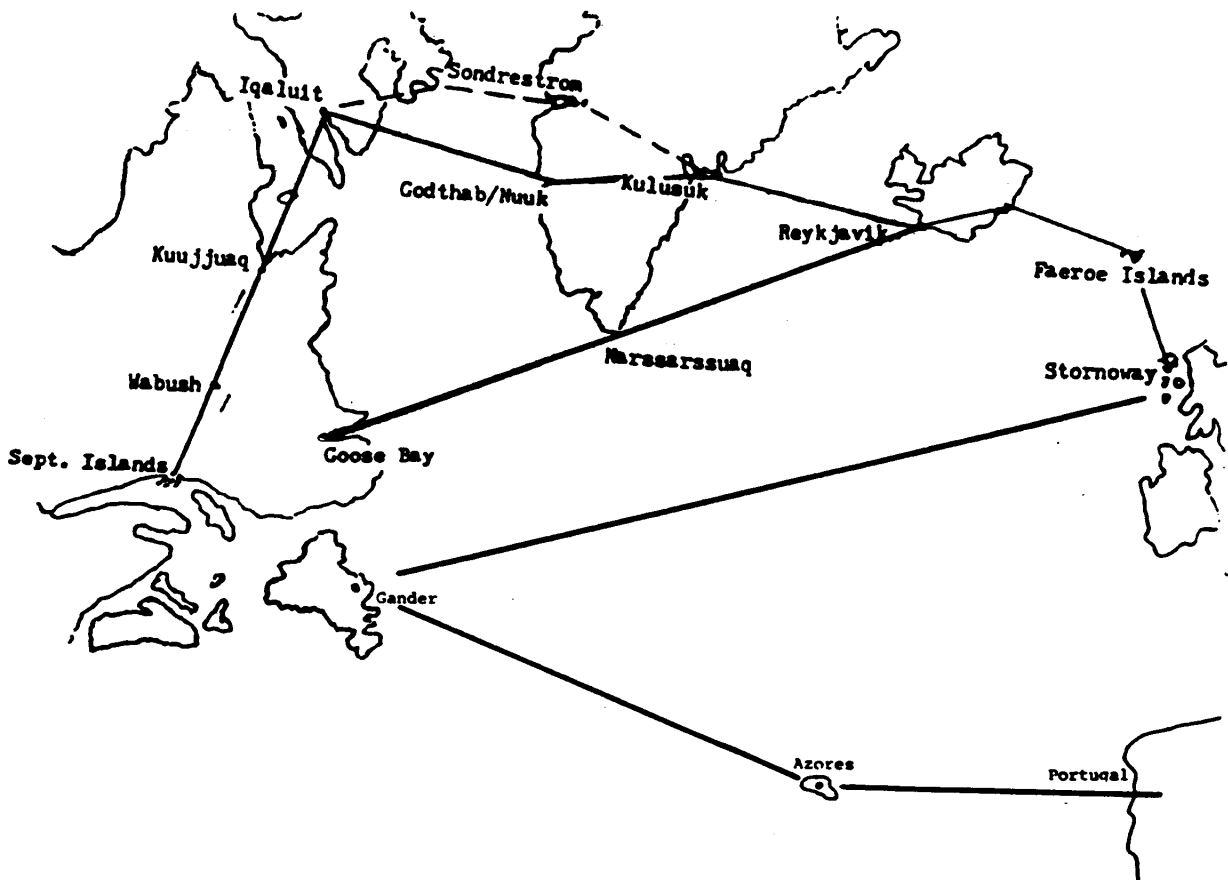 Sondrestrom
Iqaluit
Godthab/Nuuk
Kulusuk
Reykjavik
Kuujjuaq
Faeroe Islands
Narssarssuaq
Stornoway
Wabush
Goose Bay
Sept. Islands
Gander
Azores
Portugal